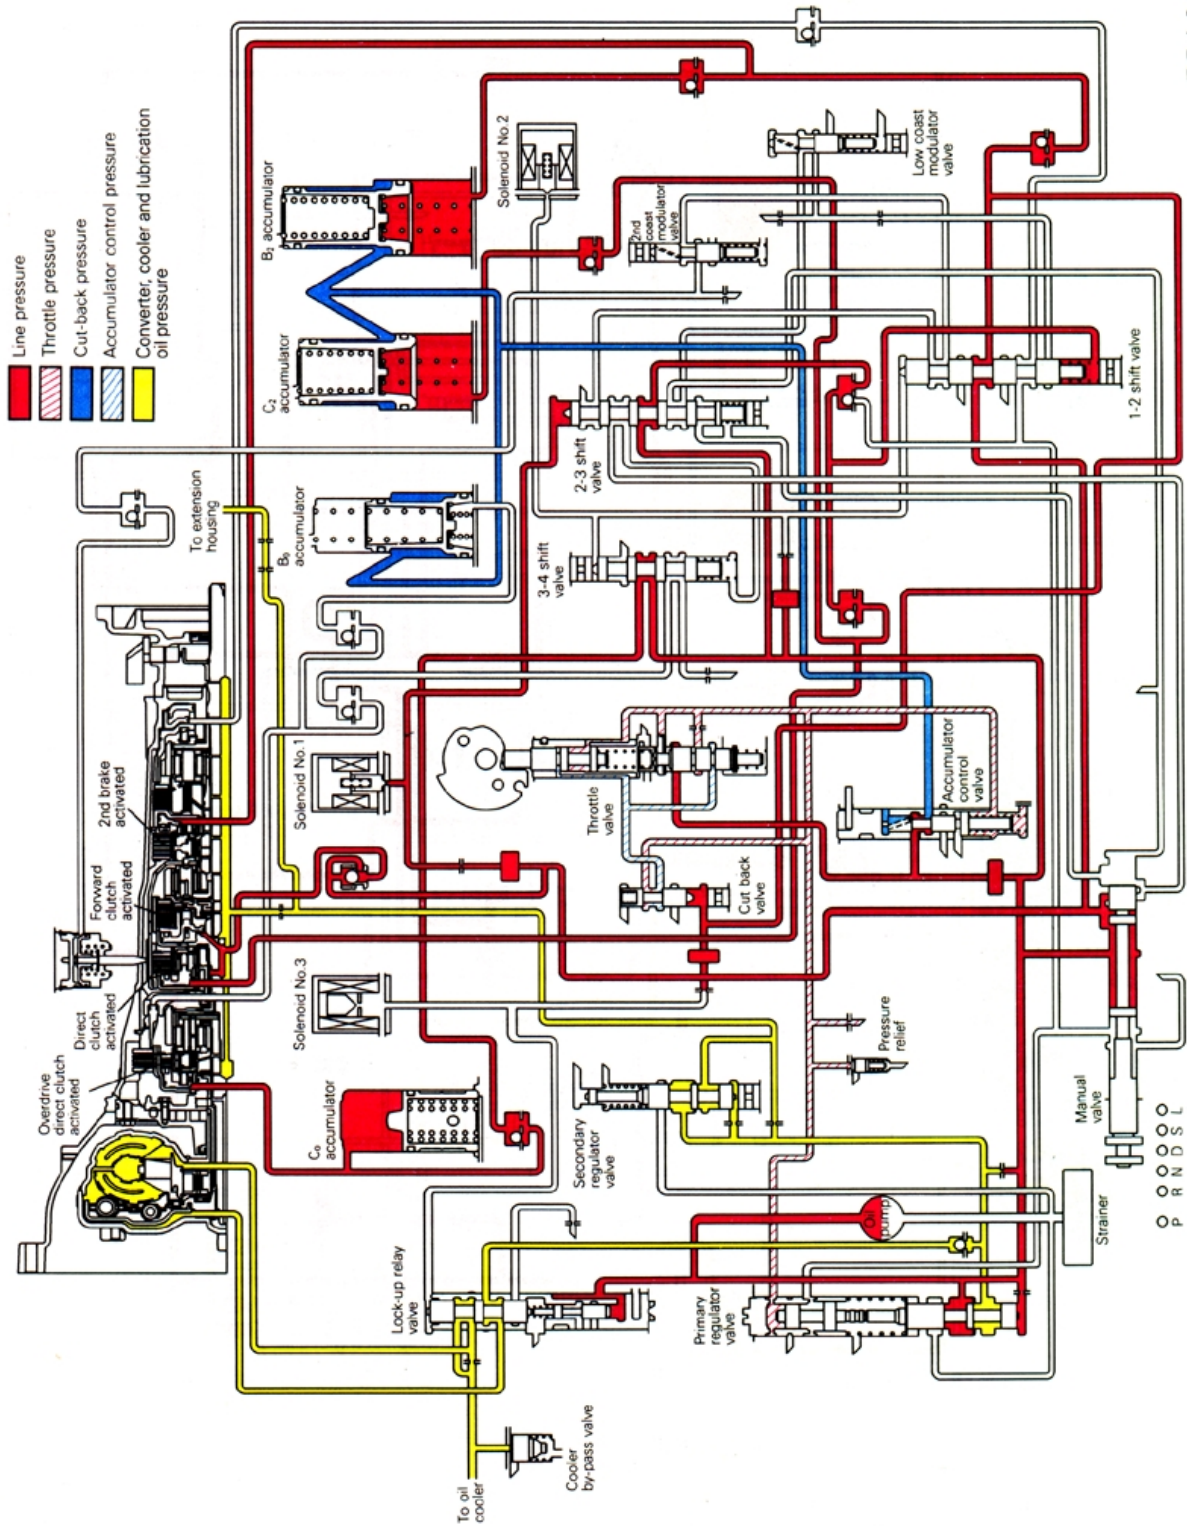 Line pressure
Throttle pressure
Cut-back pressure
Accumulator control pressure
Converter, cooler and lubrication
oil pressure
To extension
housing
2nd brake
activated
Forward
clutch
activated
Direct
clutch
activated
Overdrive
direct clutch
activated
B₂ accumulator
C₂
accumulator
B₀
accumulator
C₀
accumulator
Solenoid No.1
Solenoid No.2
Solenoid No.3
Low coast
modulator
valve
2nd
coast modulator
valve
1-2 shift valve
2-3 shift
valve
3-4 shift
valve
Throttle
valve
Cut back
valve
Accumulator
control
valve
Secondary
regulator
valve
Pressure
relief
Lock-up relay
valve
Primary
regulator
valve
Oil
pump
Manual
valve
P R N D S L
Strainer
To oil
cooler
Cooler
by-pass valve